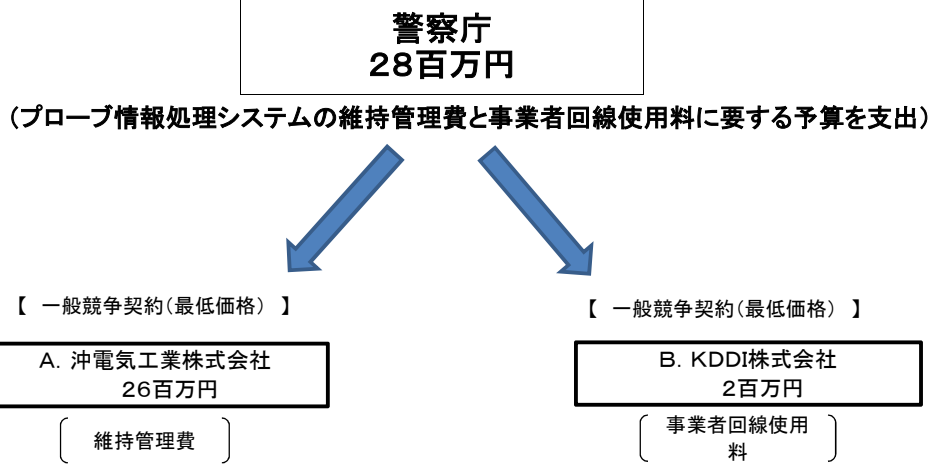 警察庁
28百万円
（プローブ情報処理システムの維持管理費と事業者回線使用料に要する予算を支出）
【　一般競争契約（最低価格）　】
【　一般競争契約（最低価格）　】
A．沖電気工業株式会社
26百万円
B．KDDI株式会社
2百万円
維持管理費
事業者回線使用
料